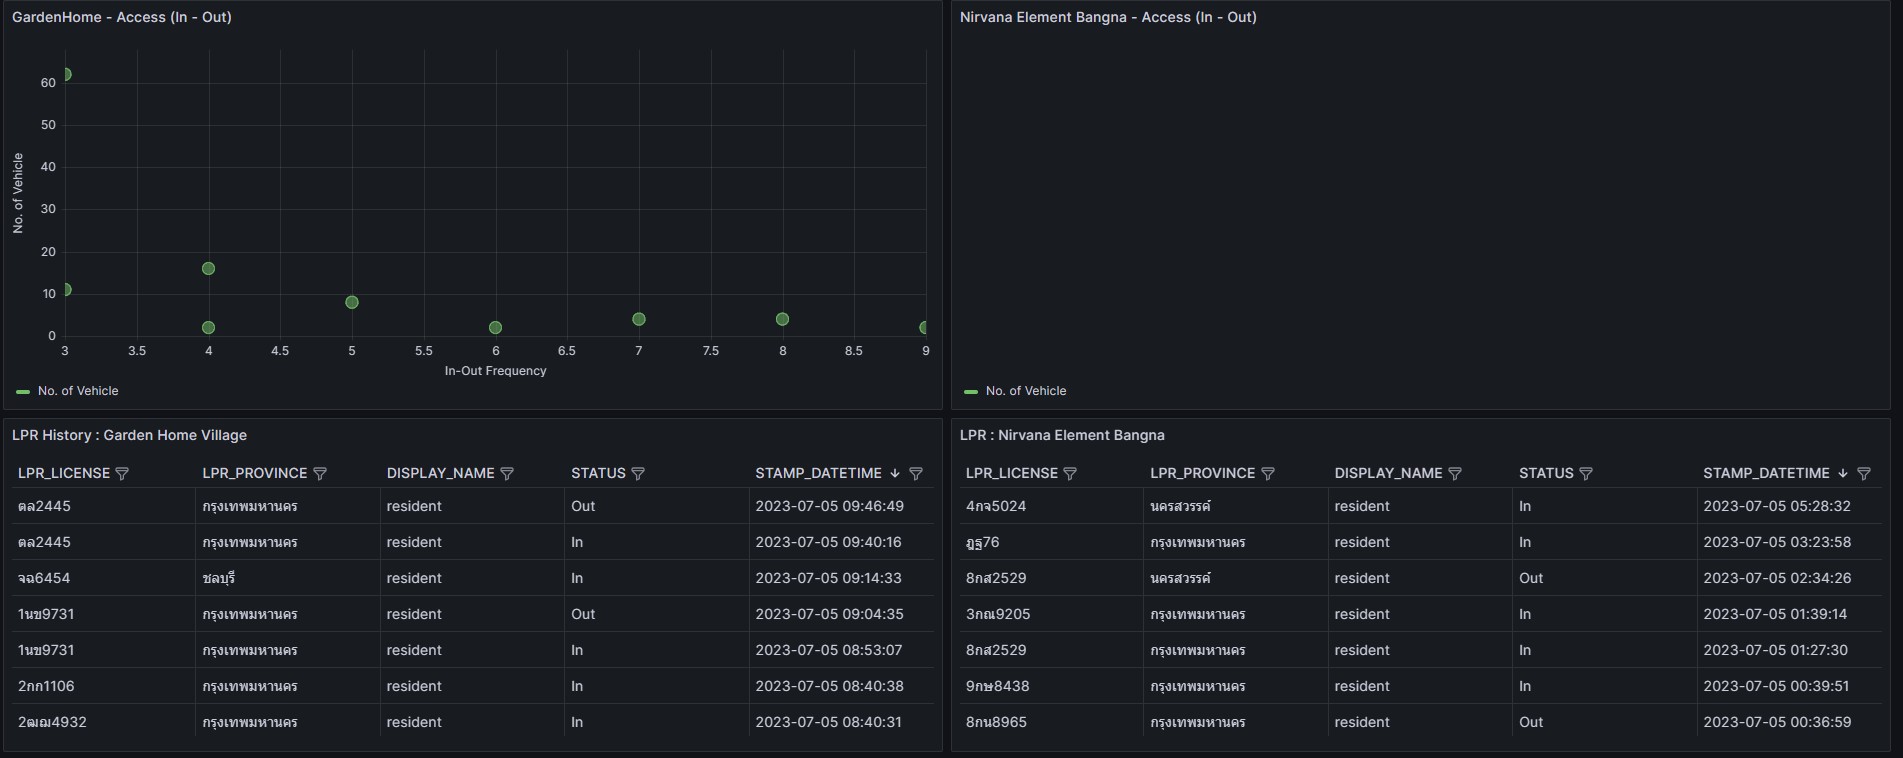 GardenHome - Access (In - Out)
60
50
40
30
20
10
0
No. of Vehicle
3 3.5 4 4.5 5 5.5 6 6.5 7 7.5 8 8.5 9
In-Out Frequency
No. of Vehicle
Nirvana Element Bangna - Access (In - Out)
No. of Vehicle
LPR History : Garden Home Village
LPR_LICENSE LPR_PROVINCE DISPLAY_NAME STATUS STAMP_DATETIME
ตล2445 กรุงเทพมหานคร resident Out 2023-07-05 09:46:49
ตล2445 กรุงเทพมหานคร resident In 2023-07-05 09:40:16
จฉ6454 ชลบุรี resident In 2023-07-05 09:14:33
1นข9731 กรุงเทพมหานคร resident Out 2023-07-05 09:04:35
1นข9731 กรุงเทพมหานคร resident In 2023-07-05 08:53:07
2กก1106 กรุงเทพมหานคร resident In 2023-07-05 08:40:38
2ฒฌ4932 กรุงเทพมหานคร resident In 2023-07-05 08:40:31
LPR : Nirvana Element Bangna
LPR_LICENSE LPR_PROVINCE DISPLAY_NAME STATUS STAMP_DATETIME
4กจ5024 นครสวรรค์ resident In 2023-07-05 05:28:32
ฎฐ76 กรุงเทพมหานคร resident In 2023-07-05 03:23:58
8กส2529 นครสวรรค์ resident Out 2023-07-05 02:34:26
3กณ9205 กรุงเทพมหานคร resident In 2023-07-05 01:39:14
8กส2529 กรุงเทพมหานคร resident In 2023-07-05 01:27:30
9กษ8438 กรุงเทพมหานคร resident In 2023-07-05 00:39:51
8กน8965 กรุงเทพมหานคร resident Out 2023-07-05 00:36:59